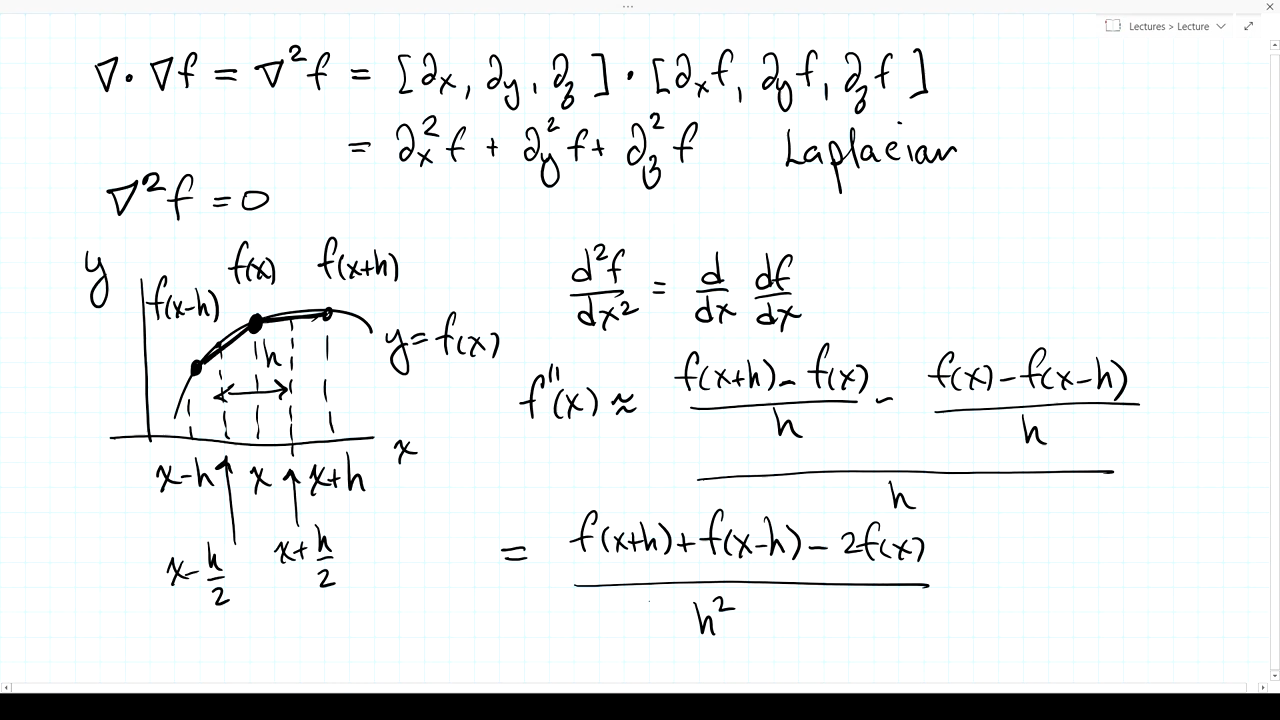 Lectures > Lecture
∇·∇f = ∇²f = [∂x, ∂y, ∂z] · [∂xf, ∂yf, ∂zf]
= ∂x²f + ∂y²f + ∂z²f Laplacian
∇²f = 0
y f(x-h) f(x) f(x+h)
h
y=f(x)
x
x-h x x+h
x-h/2 x+h/2
d²f/dx² = d/dx df/dx
f''(x) ≈ ((f(x+h)-f(x))/h - (f(x)-f(x-h))/h)/h
= (f(x+h)+f(x-h)-2f(x))/h²